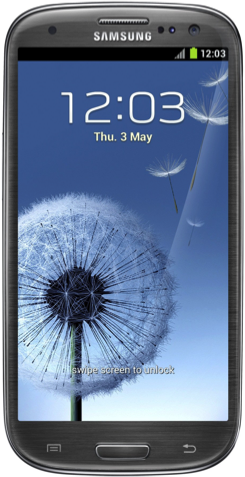 SAMSUNG
12:03
12:03
Thu. 3 May
swipe screen to unlock